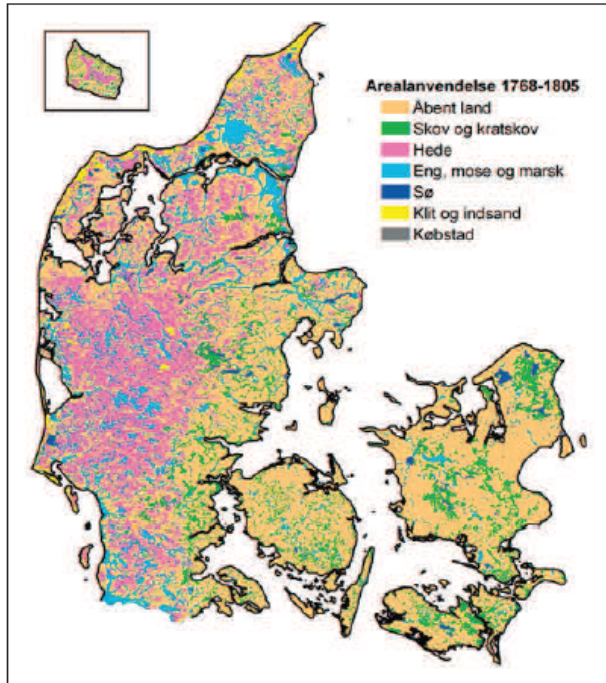 Arealanvendelse 1768-1805
Åbent land
Skov og kratskov
Hede
Eng, mose og marsk
Sø
Klit og indsand
Købstad